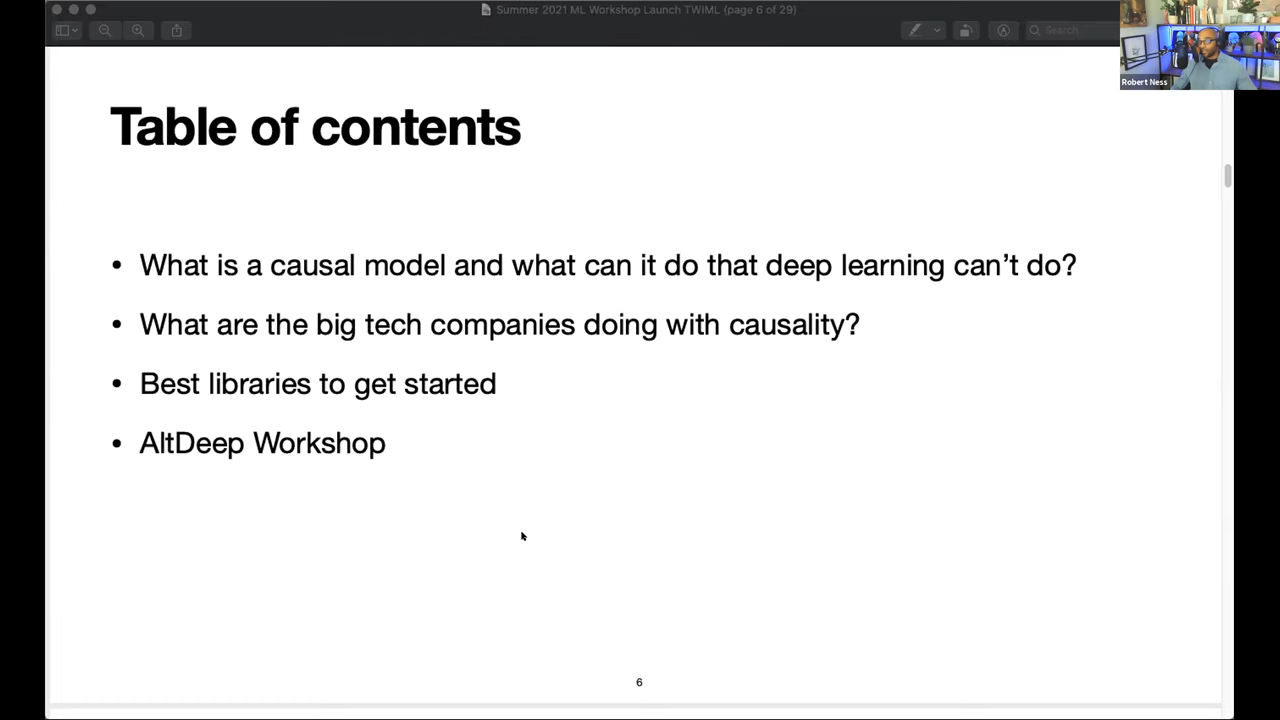 Summer 2021 ML Workshop Launch TWIML (page 6 of 29)
Search
Robert Ness
Table of contents
• What is a causal model and what can it do that deep learning can’t do?
• What are the big tech companies doing with causality?
• Best libraries to get started
• AltDeep Workshop
6